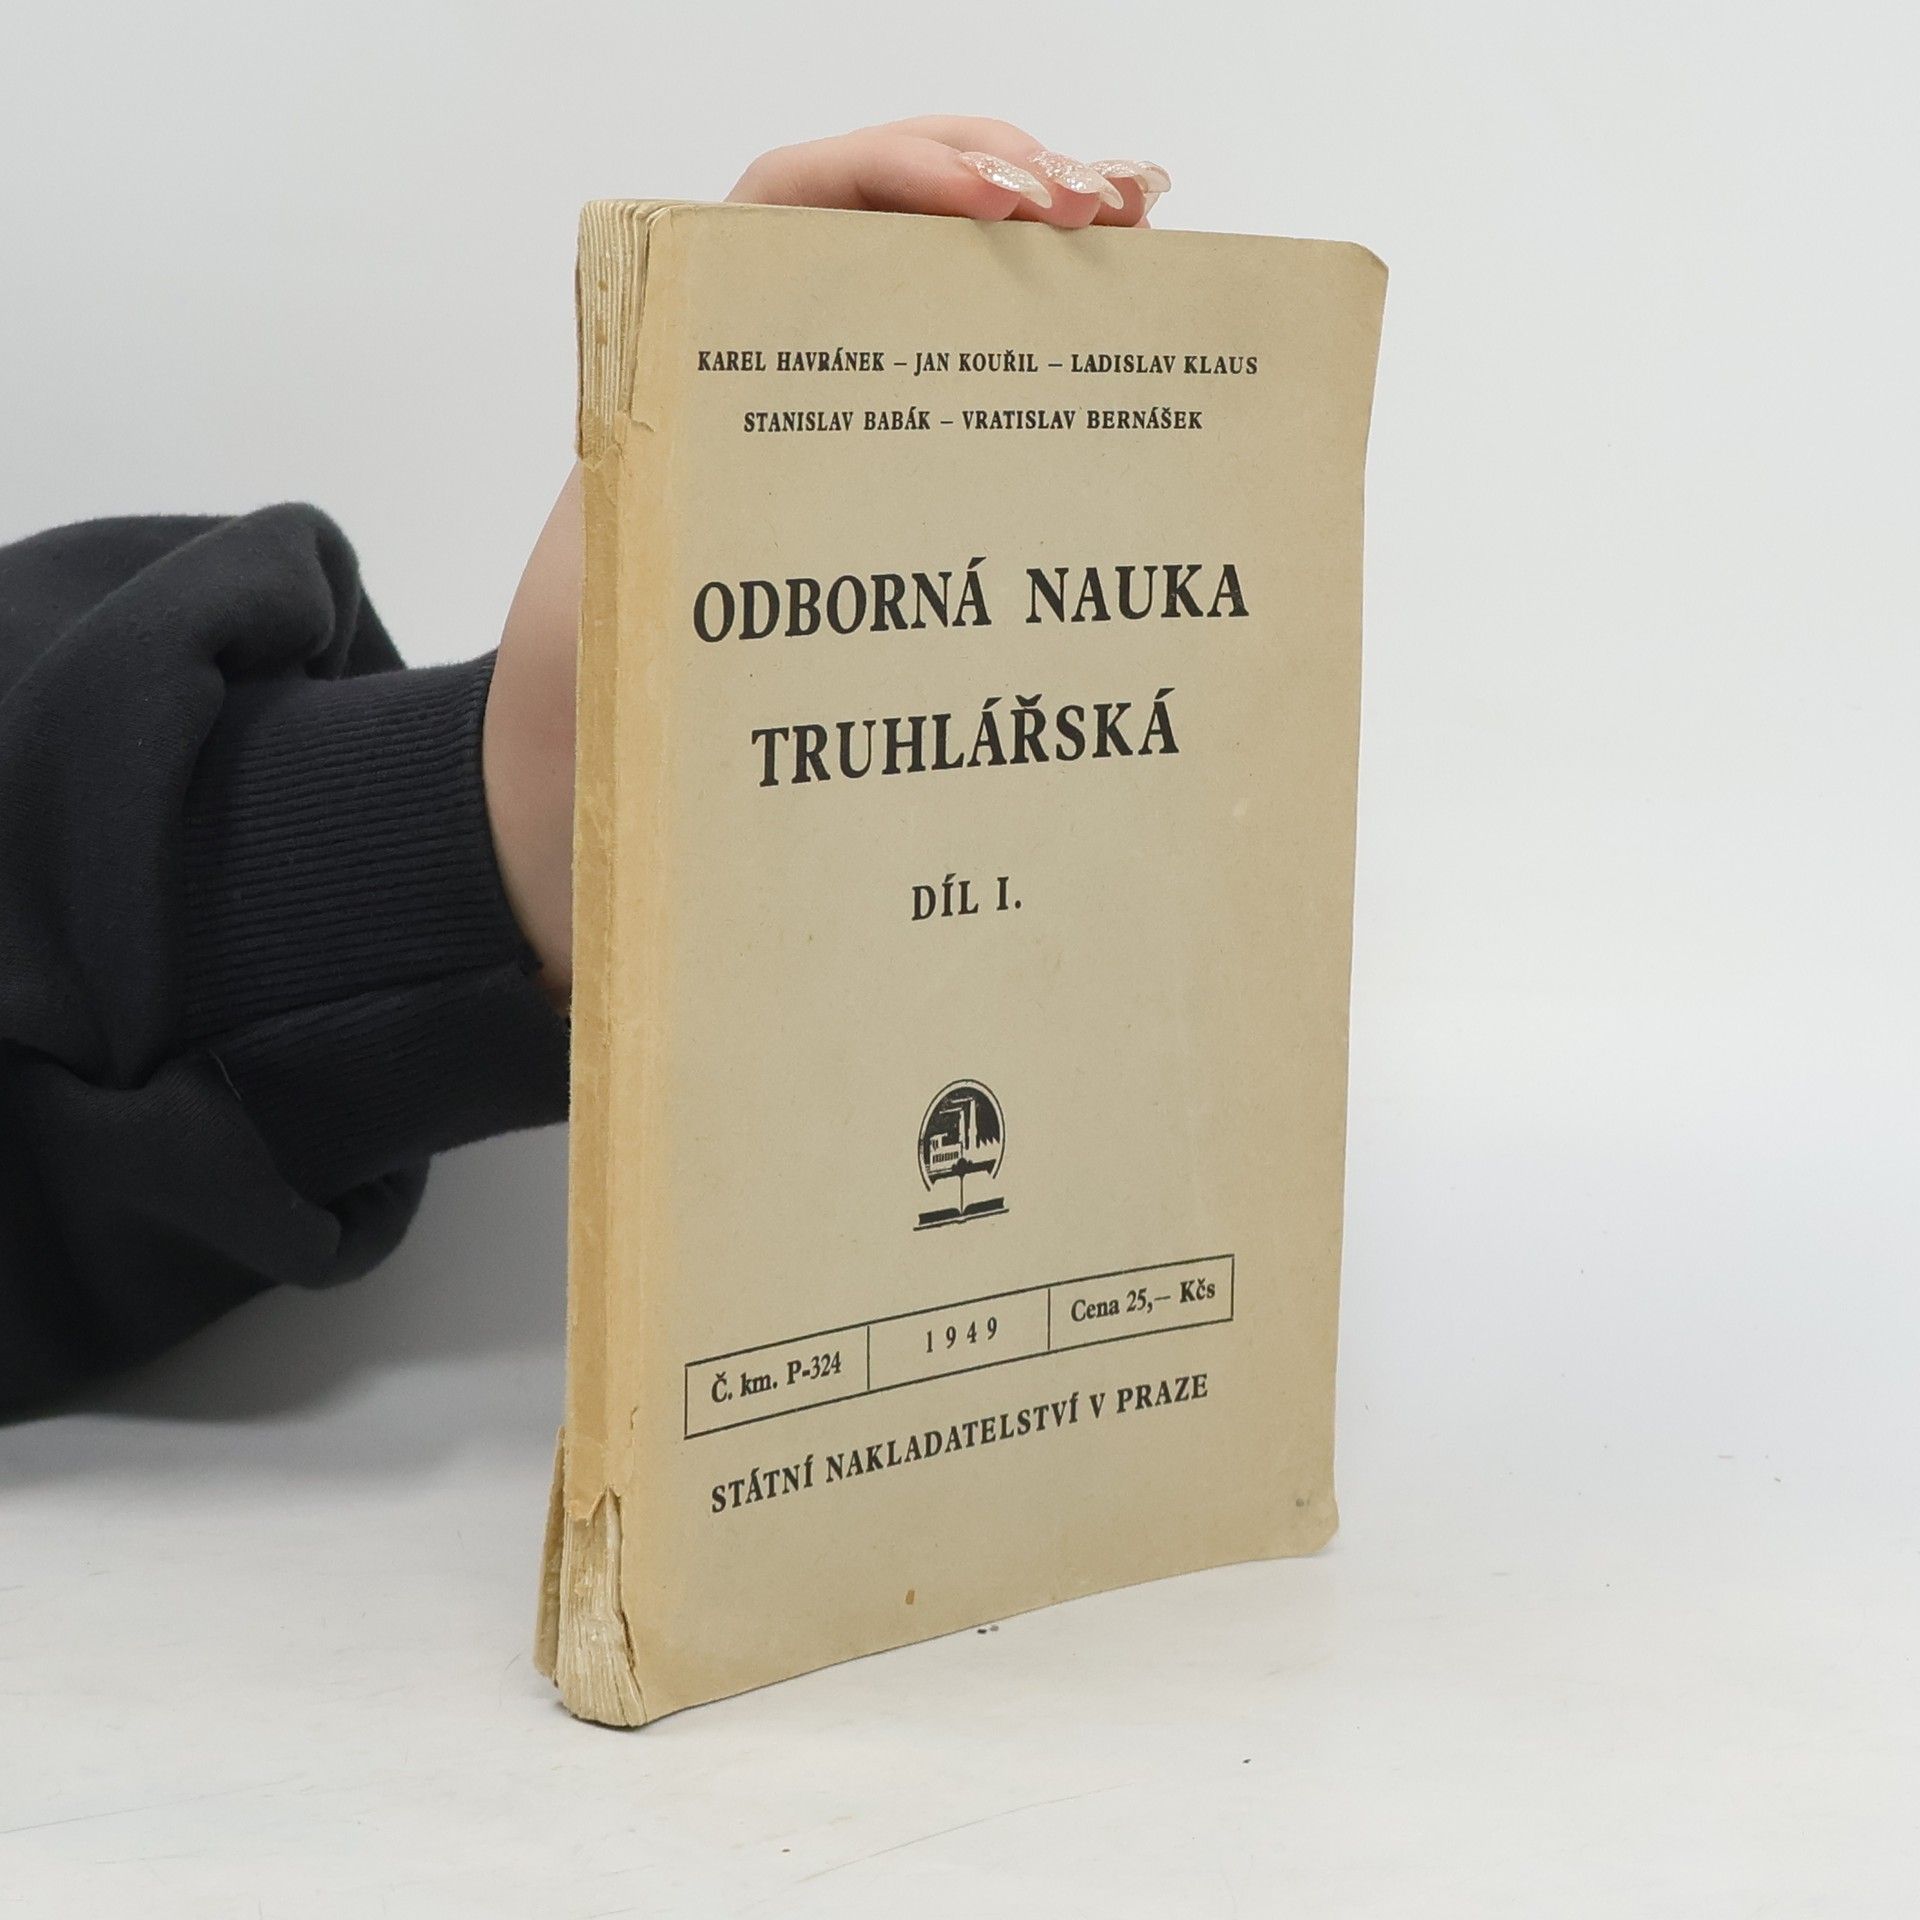 KAREL HAVRÁNEK – JAN KOUŘIL – LADISLAV KLAUS
STANISLAV BABÁK – VRATISLAV BERNÁŠEK
ODBORNÁ NAUKA
TRUHLÁŘSKÁ
DÍL I.
Č. km. P-324 1949 Cena 25,— Kčs
STÁTNÍ NAKLADATELSTVÍ V PRAZE